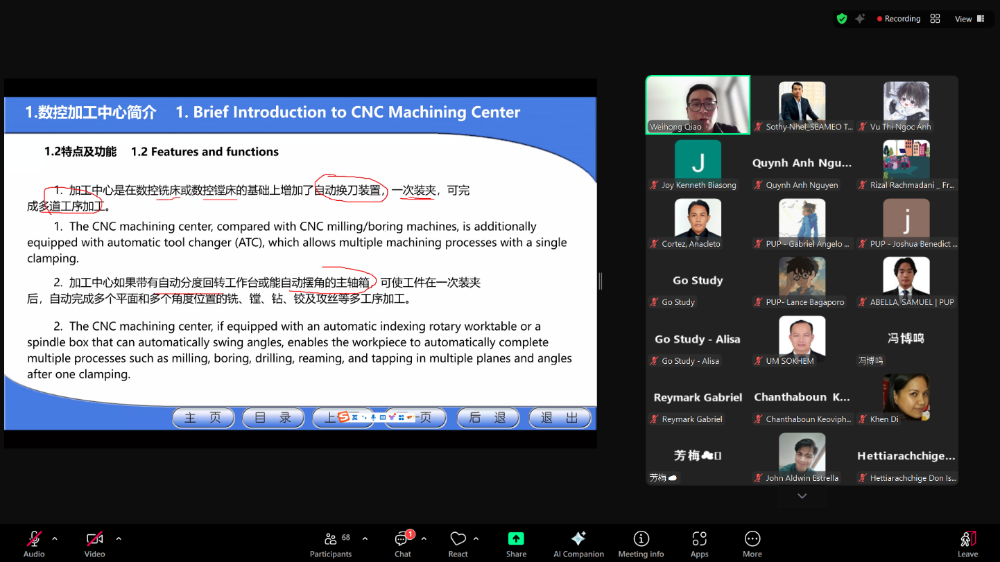 Recording
View
1.数控加工中心简介 1. Brief Introduction to CNC Machining Center
1.2特点及功能 1.2 Features and functions
1. 加工中心是在数控铣床或数控镗床的基础上增加了自动换刀装置，一次装夹，可完
成多道工序加工。
1. The CNC machining center, compared with CNC milling/boring machines, is additionally
equipped with automatic tool changer (ATC), which allows multiple machining processes with a single
clamping.
2. 加工中心如果带有自动分度回转工作台或能自动摆角的主轴箱，可使工件在一次装夹
后，自动完成多个平面和多个角度位置的铣、镗、钻、铰及攻丝等多工序加工。
2. The CNC machining center, if equipped with an automatic indexing rotary worktable or a
spindle box that can automatically swing angles, enables the workpiece to automatically complete
multiple processes such as milling, boring, drilling, reaming, and tapping in multiple planes and angles
after one clamping.
主 页 目 录 上 英 一页 后 退 退 出
Weihong Qiao
Sothy Nhel_SEAMEO T...
Vu Thi Ngoc Anh
J
Quynh Anh Ngu...
Joy Kenneth Biasong
Quynh Anh Nguyen
Rizal Rachmadani _ Fr...
j
Cortez, Anacleto
PUP - Gabriel Angelo ...
PUP - Joshua Benedict ...
Go Study
Go Study
PUP- Lance Bagaporo
ABELLA, SAMUEL | PUP
Go Study - Alisa
冯博鸣
Go Study - Alisa
UM SOKHEM
冯博鸣
Reymark Gabriel
Chanthaboun K...
Reymark Gabriel
Chanthaboun Keoviph...
Khen Di
芳梅☁
Hettiarachchige...
芳梅☁
John Aldwin Estrella
Hettiarachchige Don Is...
68
1
Audio
Video
Participants
Chat
React
Share
AI Companion
Meeting info
Apps
More
Leave